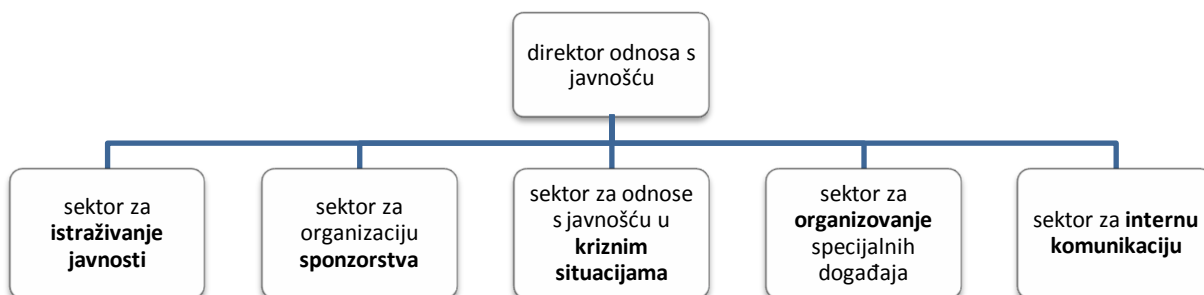 direktor odnosa s
javnošću
sektor za
istraživanje
javnosti
sektor za
organizaciju
sponzorstva
sektor za odnose
s javnošću u
kriznim
situacijama
sektor za
organizovanje
specijalnih
događaja
sektor za internu
komunikaciju